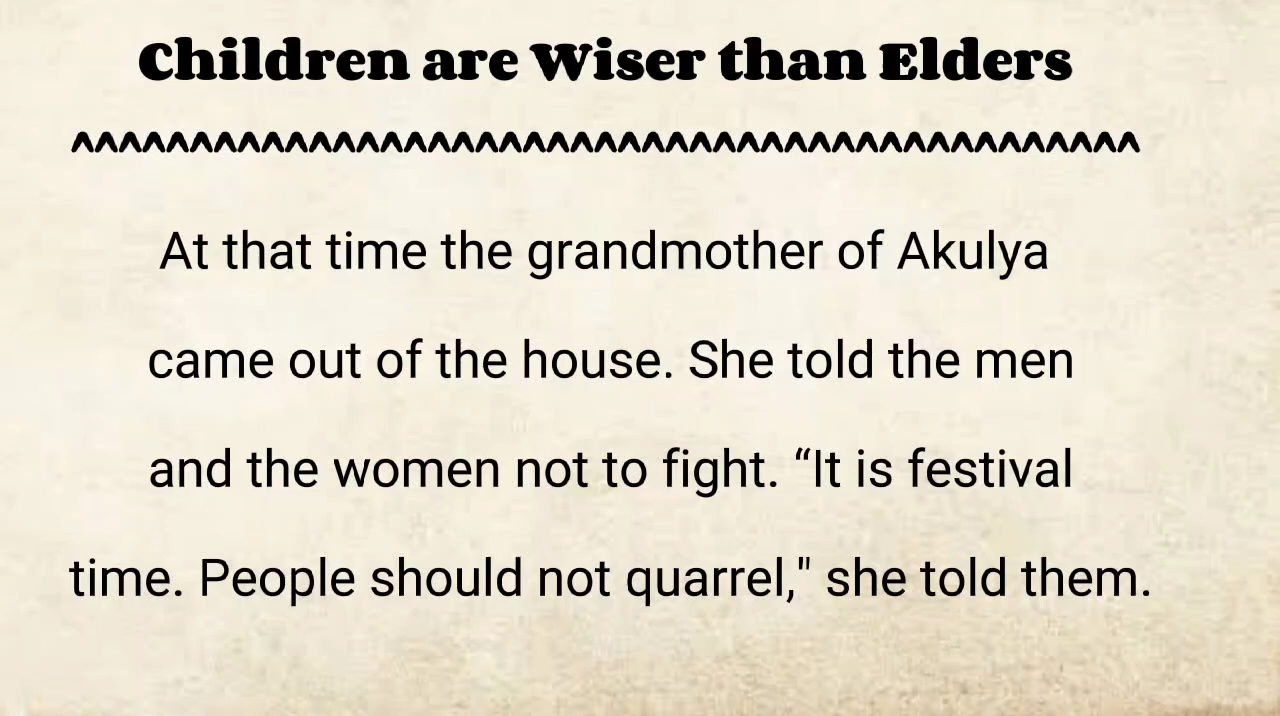 Children are Wiser than Elders
^^^^^^^^^^^^^^^^^^^^^^^^^^^^^^^^^^^^^^^^^^^^^
At that time the grandmother of Akulya
came out of the house. She told the men
and the women not to fight. “It is festival
time. People should not quarrel," she told them.